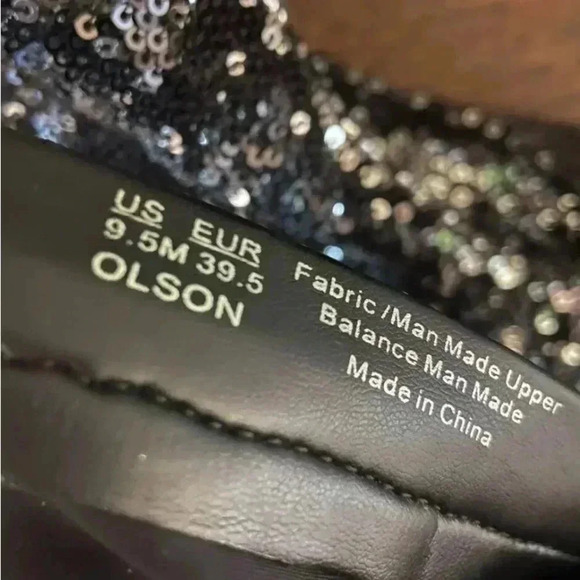 US EUR
9.5M 39.5
OLSON
Fabric /Man Made Upper
Balance Man Made
Made in China